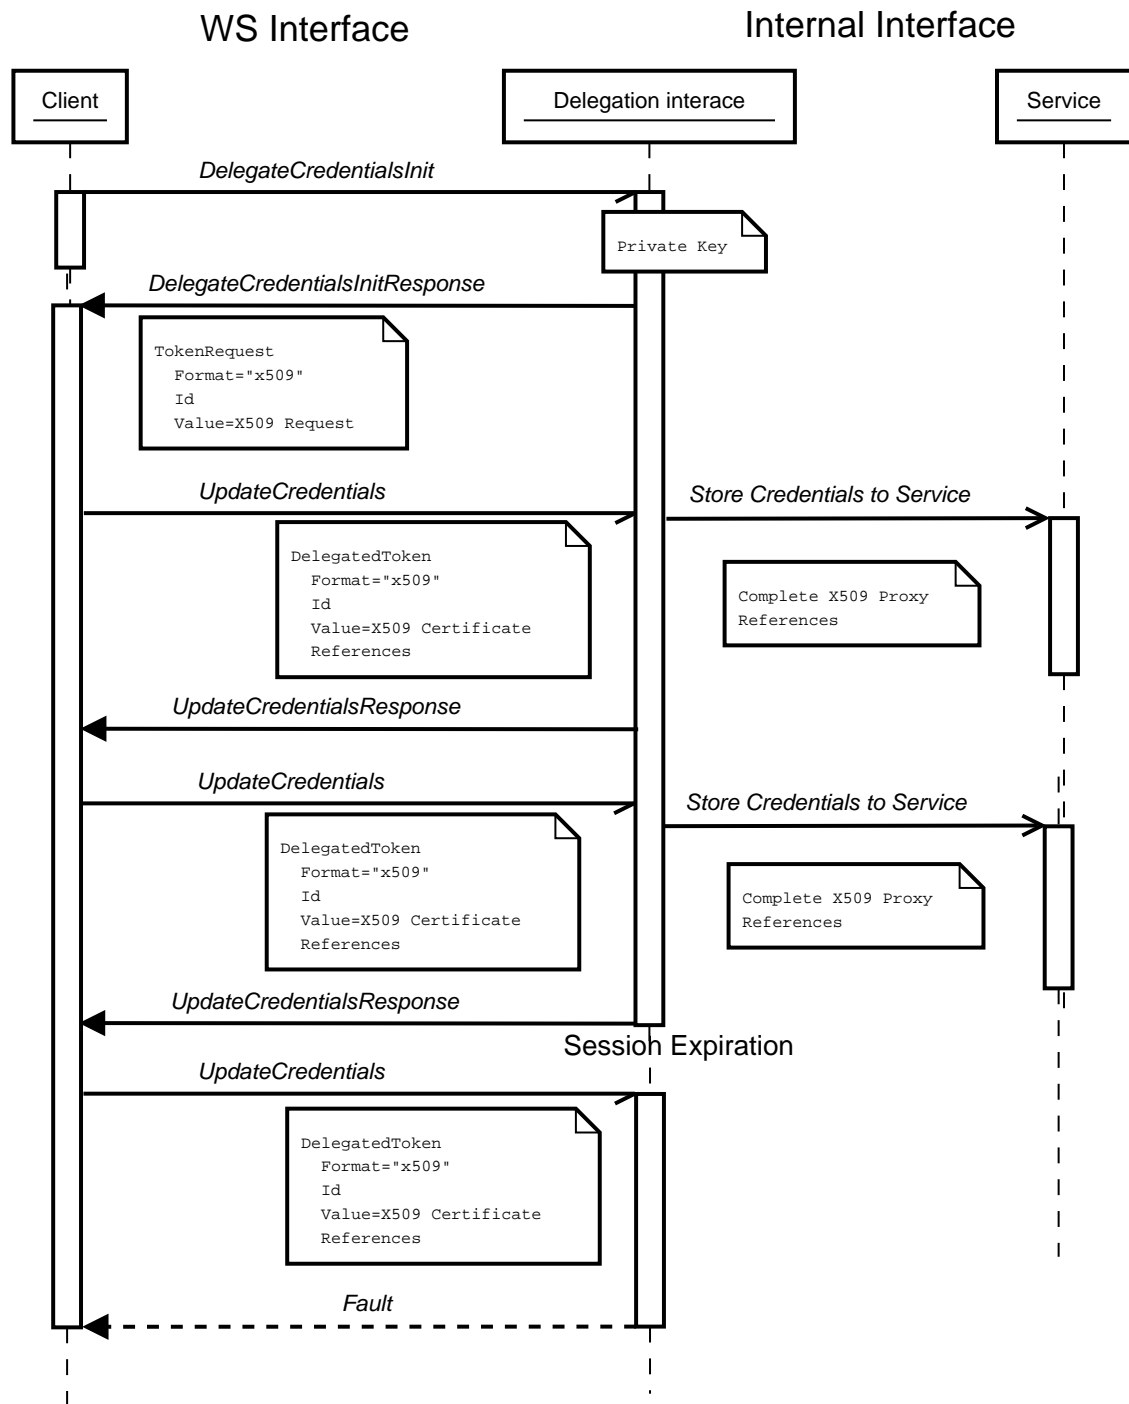 WS Interface
Internal Interface
Client
Delegation interace
Service
DelegateCredentialsInit
Private Key
DelegateCredentialsInitResponse
TokenRequest
Format="x509"
Id
Value=X509 Request
UpdateCredentials
Store Credentials to Service
DelegatedToken
Format="x509"
Id
Value=X509 Certificate
References
Complete X509 Proxy
References
UpdateCredentialsResponse
UpdateCredentials
Store Credentials to Service
DelegatedToken
Format="x509"
Id
Value=X509 Certificate
References
Complete X509 Proxy
References
UpdateCredentialsResponse
Session Expiration
UpdateCredentials
DelegatedToken
Format="x509"
Id
Value=X509 Certificate
References
Fault